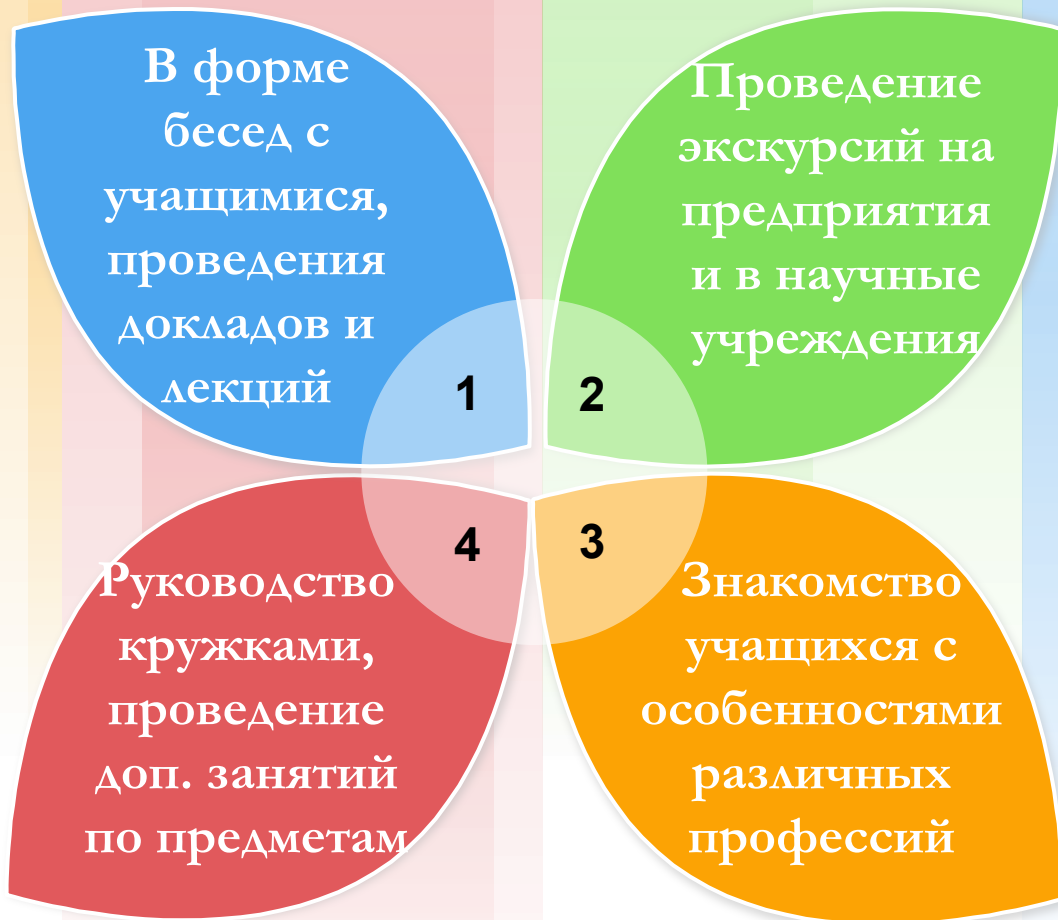 В форме
бесед с
учащимися,
проведения
докладов и
лекций
1
Проведение
экскурсий на
предприятия
и в научные
учреждения
2
Знакомство
учащихся с
особенностями
различных
профессий
3
Руководство
кружками,
проведение
доп. занятий
по предметам
4